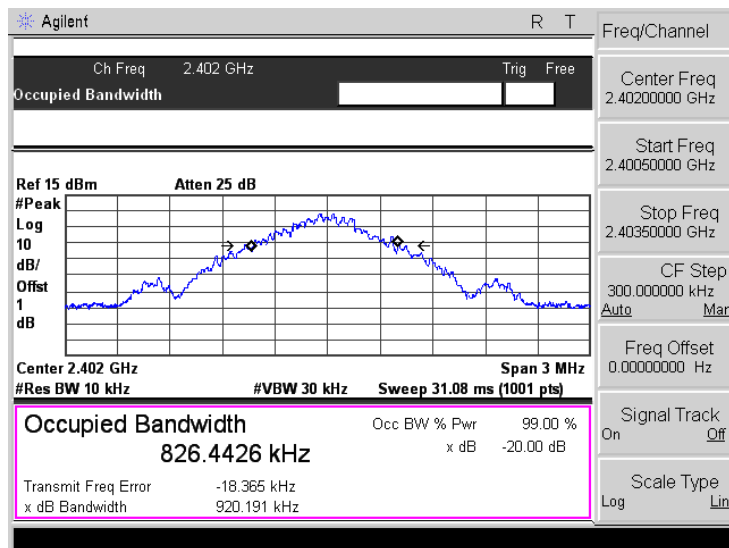 Agilent R T
Ch Freq 2.402 GHz Trig Free
Occupied Bandwidth
Ref 15 dBm Atten 25 dB
#Peak
Log
10
dB/
Offst
1
dB
Center 2.402 GHz Span 3 MHz
#Res BW 10 kHz #VBW 30 kHz Sweep 31.08 ms (1001 pts)
Occupied Bandwidth Occ BW % Pwr 99.00 %
826.4426 kHz x dB -20.00 dB
Transmit Freq Error -18.365 kHz
x dB Bandwidth 920.191 kHz
Freq/Channel
Center Freq
2.40200000 GHz
Start Freq
2.40050000 GHz
Stop Freq
2.40350000 GHz
CF Step
300.000000 kHz
Auto Man
Freq Offset
0.00000000 Hz
Signal Track
On Off
Scale Type
Log Lin